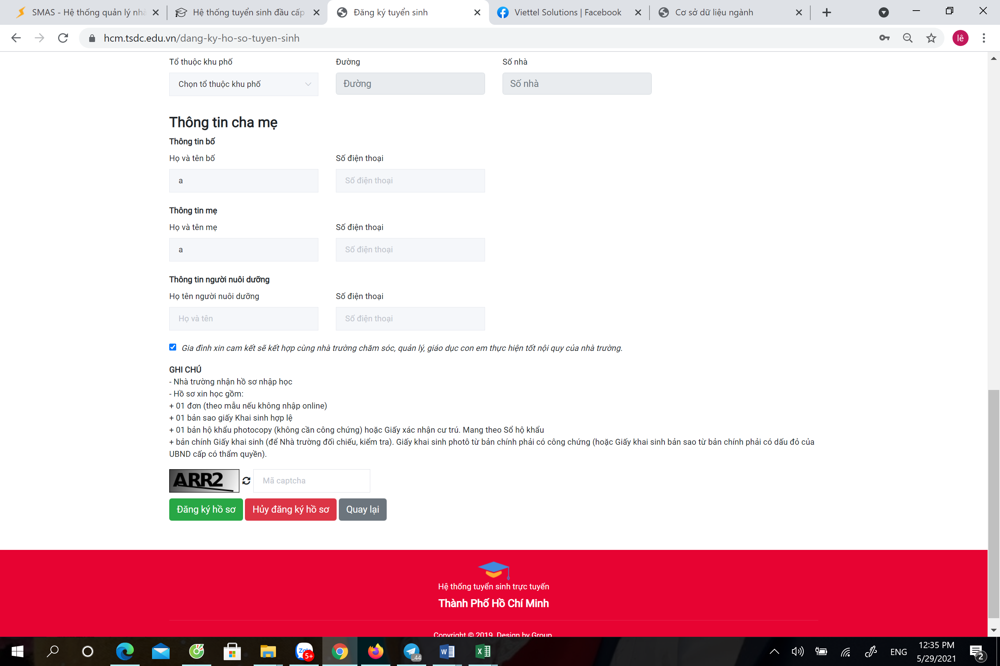 SMAS - Hệ thống quản lý nhà
Hệ thống tuyển sinh đầu cấp
Đăng ký tuyển sinh
Viettel Solutions | Facebook
Cơ sở dữ liệu ngành
hcm.tsdc.edu.vn/dang-ky-ho-so-tuyen-sinh
lê
Tổ thuộc khu phố
Đường
Số nhà
Chọn tổ thuộc khu phố
Đường
Số nhà
Thông tin cha mẹ
Thông tin bố
Họ và tên bố
Số điện thoại
a
Số điện thoại
Thông tin mẹ
Họ và tên mẹ
Số điện thoại
a
Số điện thoại
Thông tin người nuôi dưỡng
Họ tên người nuôi dưỡng
Số điện thoại
Họ và tên
Số điện thoại
Gia đình xin cam kết sẽ kết hợp cùng nhà trường chăm sóc, quản lý, giáo dục con em thực hiện tốt nội quy của nhà trường.
GHI CHÚ
- Nhà trường nhận hồ sơ nhập học
- Hồ sơ xin học gồm:
+ 01 đơn (theo mẫu nếu không nhập online)
+ 01 bản sao giấy Khai sinh hợp lệ
+ 01 bản hộ khẩu photocopy (không cần công chứng) hoặc Giấy xác nhận cư trú. Mang theo Sổ hộ khẩu
+ bản chính Giấy khai sinh (để Nhà trường đối chiếu, kiểm tra). Giấy khai sinh photô từ bản chính phải có công chứng (hoặc Giấy khai sinh bản sao từ bản chính phải có dấu đỏ của
UBND cấp có thẩm quyền).
ARR2
Mã captcha
Đăng ký hồ sơ
Hủy đăng ký hồ sơ
Quay lại
Hệ thống tuyển sinh trực tuyến
Thành Phố Hồ Chí Minh
Copyright © 2019. Design by Group
Zalo
5+
..44
ENG
12:35 PM
5/29/2021
2